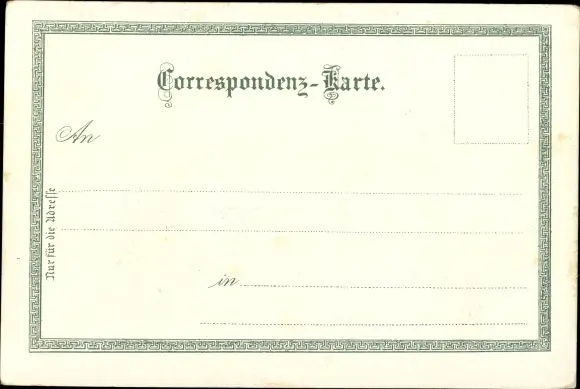 Correspondenz-Karte.
An
Nur für die Adresse
in